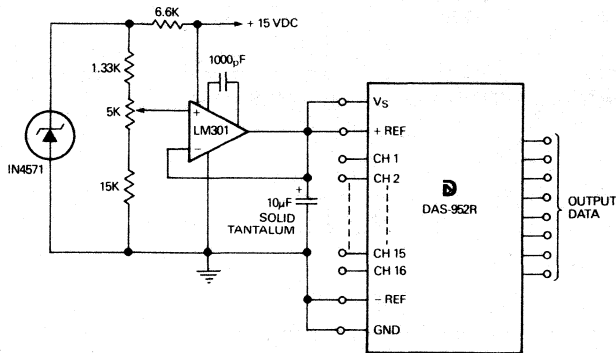 6.6K
+ 15 VDC
1.33K
1000pF
5K
+
LM301
−
IN4571
15K
+
10µF
SOLID
TANTALUM
VS
+ REF
CH 1
CH 2
DAS-952R
CH 15
CH 16
− REF
GND
OUTPUT
DATA